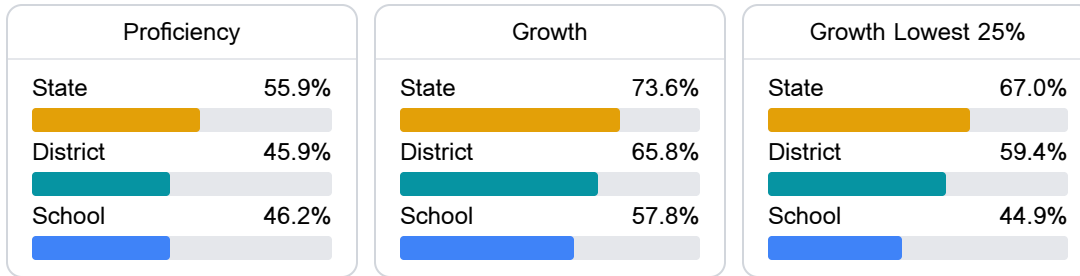 Proficiency
State 55.9%
District 45.9%
School 46.2%
Growth
State 73.6%
District 65.8%
School 57.8%
Growth Lowest 25%
State 67.0%
District 59.4%
School 44.9%